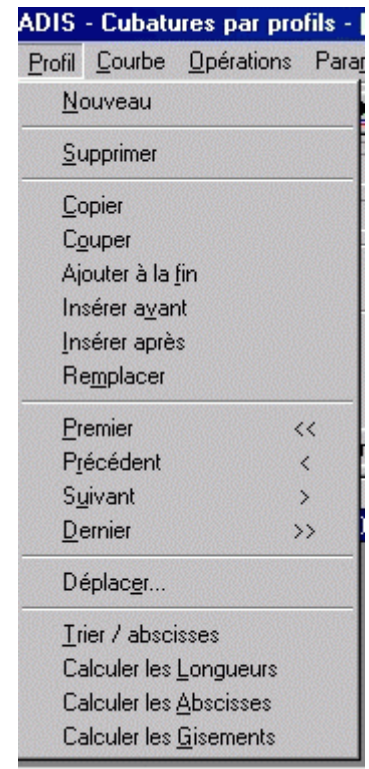 ADIS - Cubatures par profils - [
Profil Courbe Opérations
Nouveau
Supprimer
Copier
Couper
Ajouter à la fin
Insérer avant
Insérer après
Remplacer
Premier <<
Précédent <
Suivant >
Dernier >>
Déplacer...
Trier / abscisses
Calculer les Longueurs
Calculer les Abscisses
Calculer les Gisements